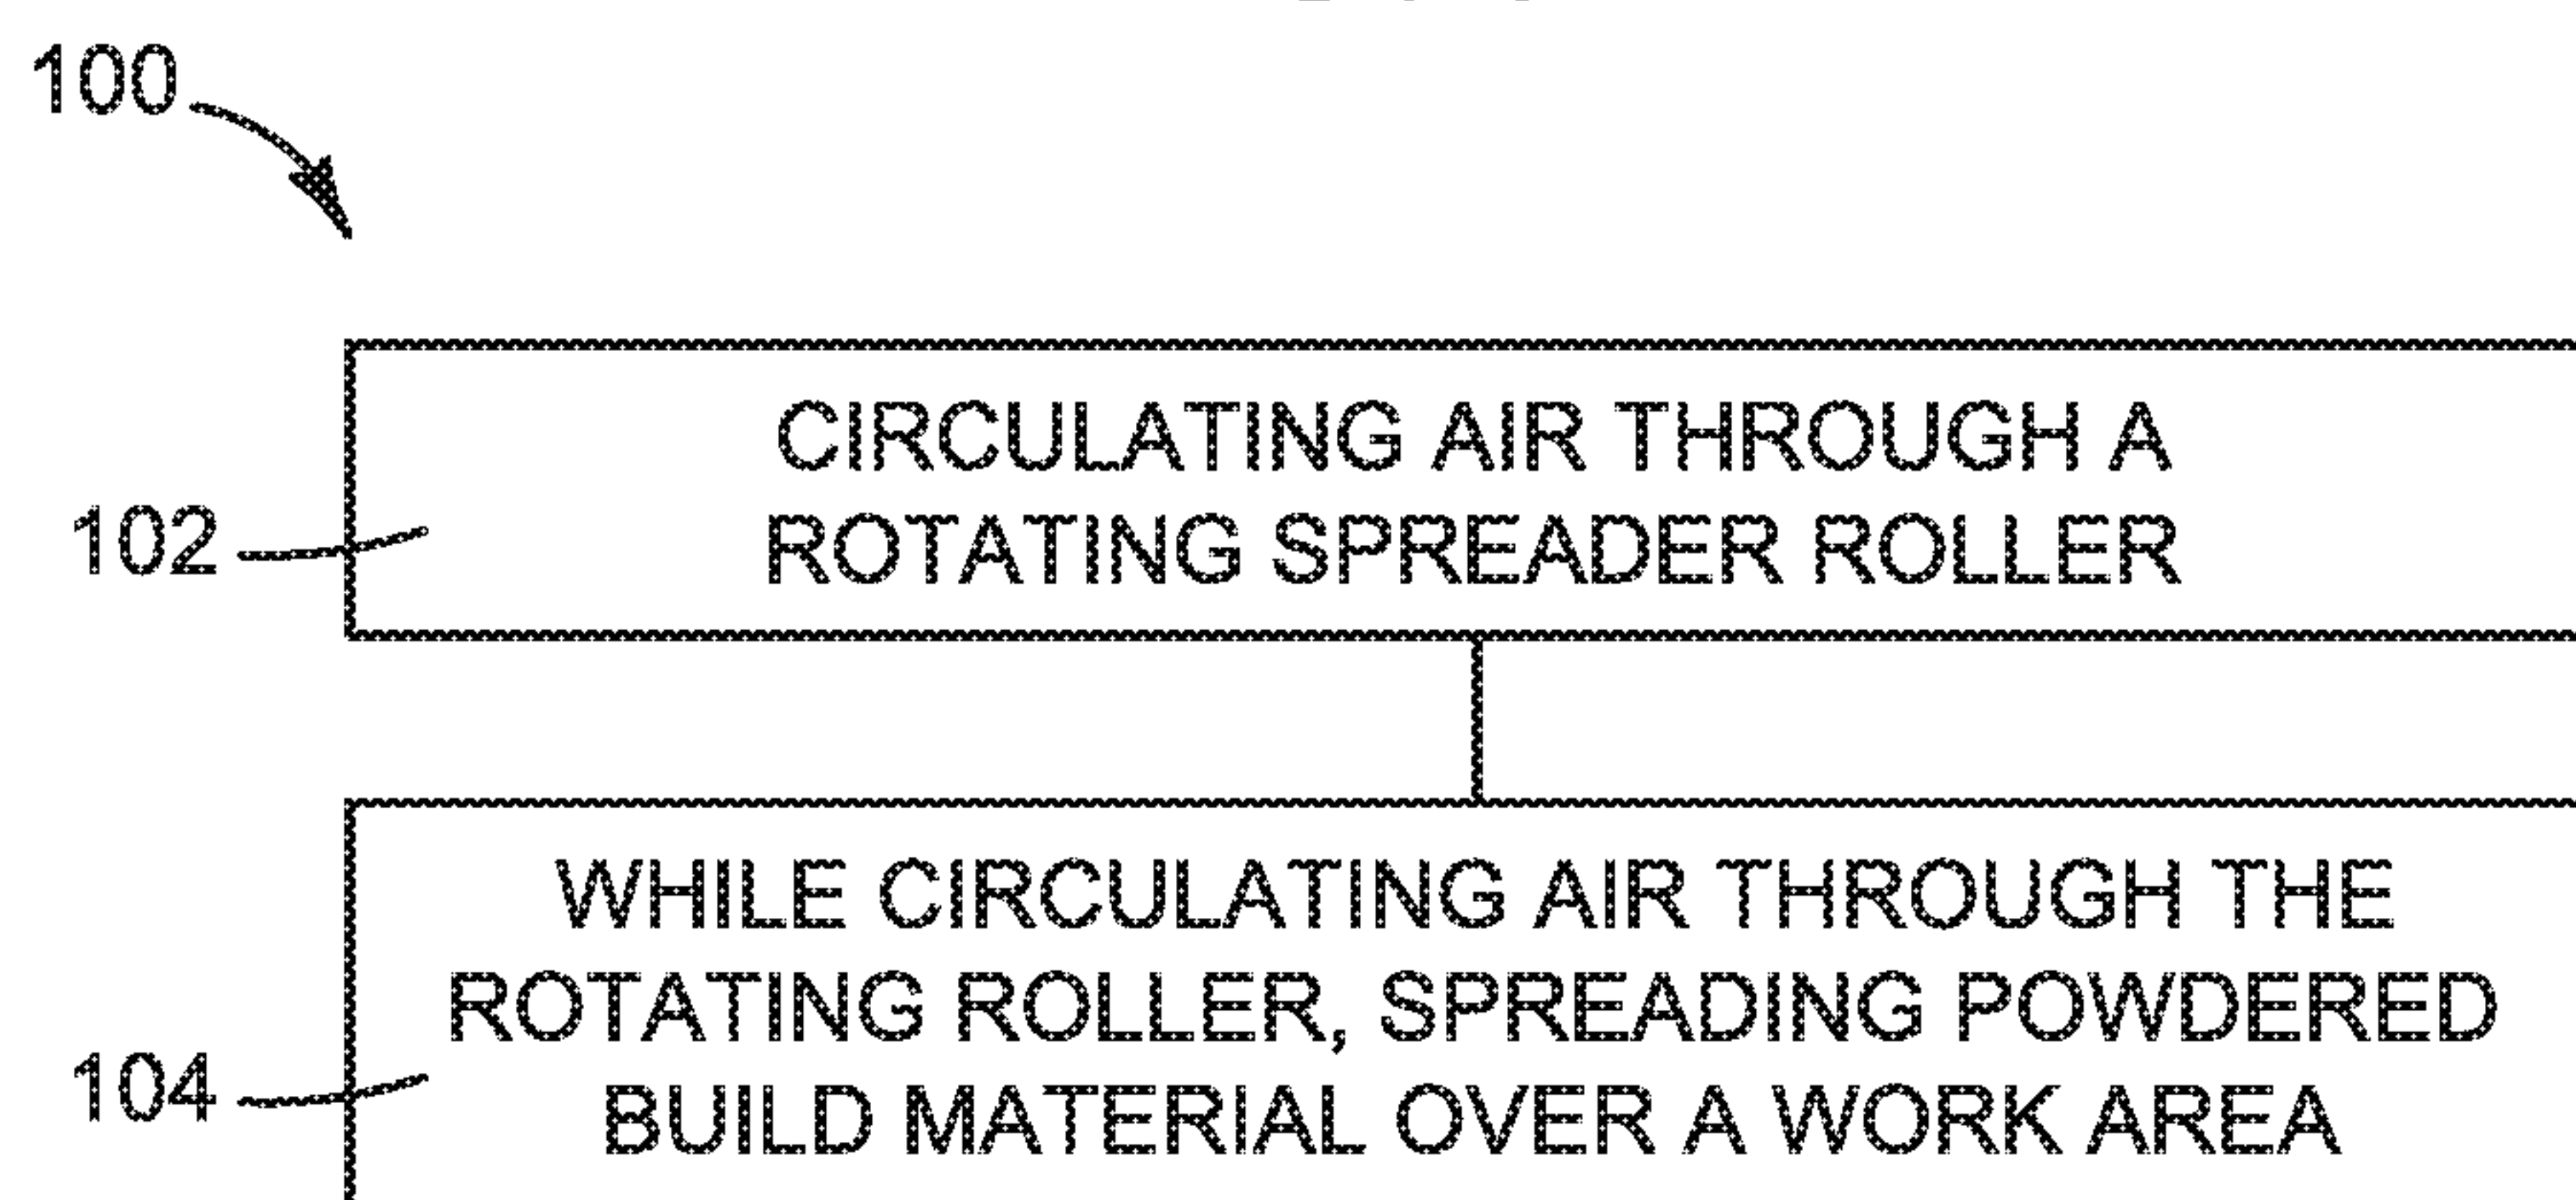 100
CIRCULATING AIR THROUGH A
102 ROTATING SPREADER ROLLER
WHILE CIRCULATING AIR THROUGH THE
ROTATING ROLLER, SPREADING POWDERED
104 BUILD MATERIAL OVER A WORK AREA